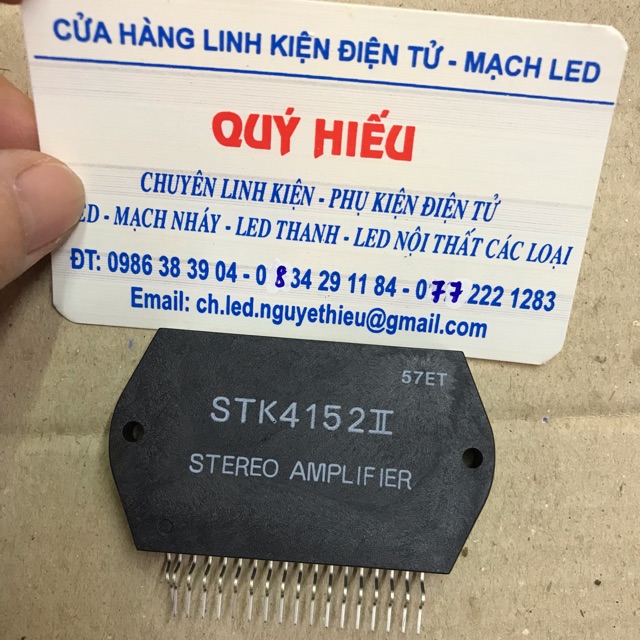 CỬA HÀNG LINH KIỆN ĐIỆN TỬ - MẠCH LED
QUÝ HIẾU
CHUYÊN LINH KIỆN - PHỤ KIỆN ĐIỆN TỬ
ED - MẠCH NHÁY - LED THANH - LED NỘI THẤT CÁC LOẠI
ĐT: 0986 38 39 04 - 0834 29 11 84 - 077 222 1283
Email: ch.led.nguyethieu@gmail.com
57ET
STK4152II
STEREO AMPLIFIER